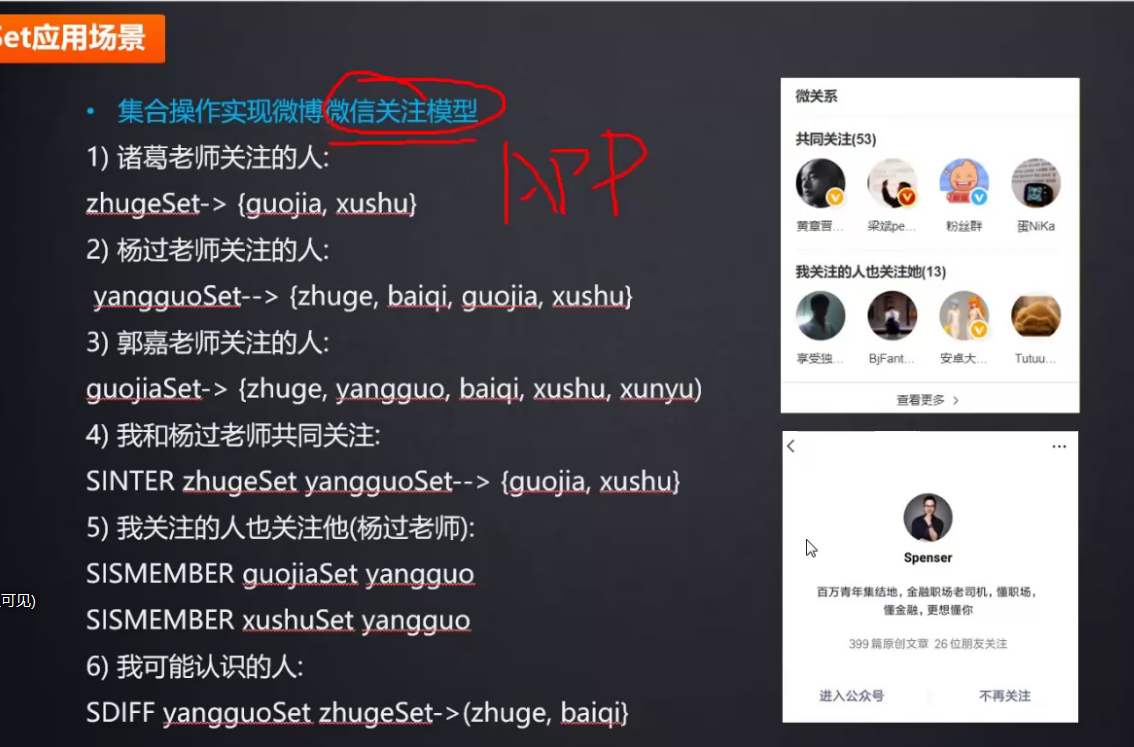 Set应用场景
• 集合操作实现微博微信关注模型
APP
1) 诸葛老师关注的人:
zhugeSet-> {guojia, xushu}
2) 杨过老师关注的人:
yangguoSet--> {zhuge, baiqi, guojia, xushu}
3) 郭嘉老师关注的人:
guojiaSet-> {zhuge, yangguo, baiqi, xushu, xunyu)
4) 我和杨过老师共同关注:
SINTER zhugeSet yangguoSet--> {guojia, xushu}
5) 我关注的人也关注他(杨过老师):
SISMEMBER guojiaSet yangguo
SISMEMBER xushuSet yangguo
6) 我可能认识的人:
SDIFF yangguoSet zhugeSet->(zhuge, baiqi}
可见)
微关系
共同关注(53)
黄章晋... 梁斌pe... 粉丝群 蛋NiKa
我关注的人也关注她(13)
享受独... BjFant... 安卓大... Tutuu...
查看更多 >
Spenser
百万青年集结地，金融职场老司机，懂职场，
懂金融，更想懂你
399篇原创文章 26位朋友关注
进入公众号 不再关注